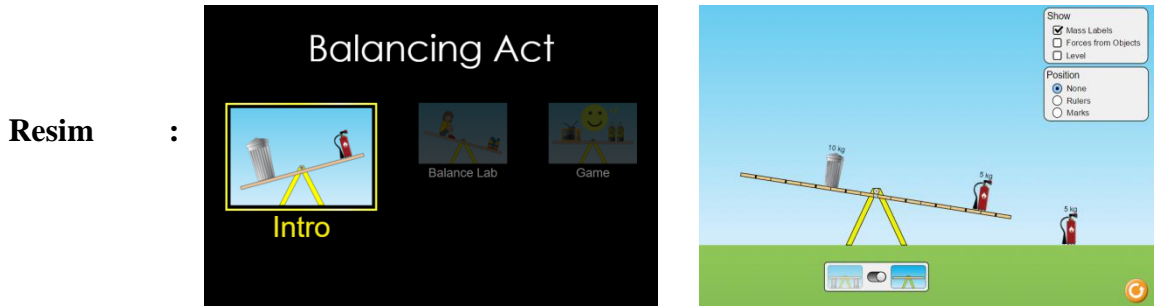 Resim :
Balancing Act
Balance Lab
Game
Intro
Show
Mass Labels
Forces from Objects
Level
Position
None
Rulers
Marks
10 kg
5 kg
5 kg